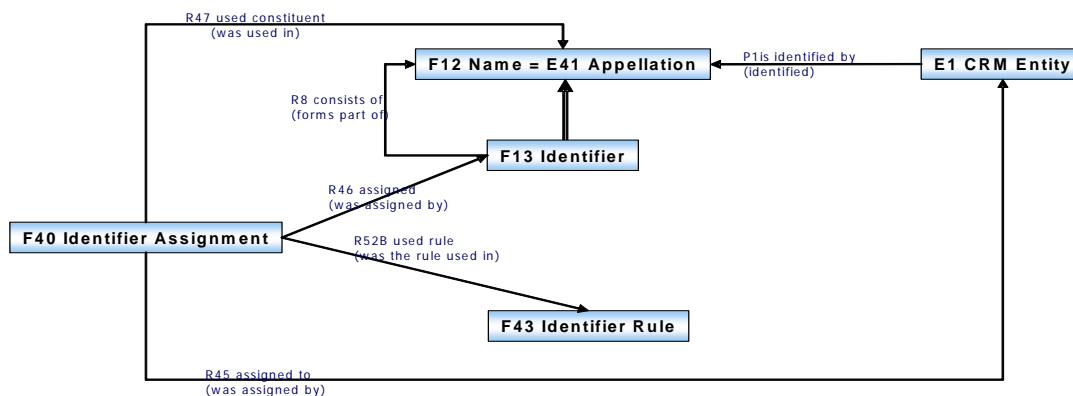 R47 used constituent
(was used in)
F12 Name = E41 Appellation
P1is identified by
(identified)
E1 CRM Entity
R8 consists of
(forms part of)
F13 Identifier
R46 assigned
(was assigned by)
F40 Identifier Assignment
R52B used rule
(was the rule used in)
F43 Identifier Rule
R45 assigned to
(was assigned by)